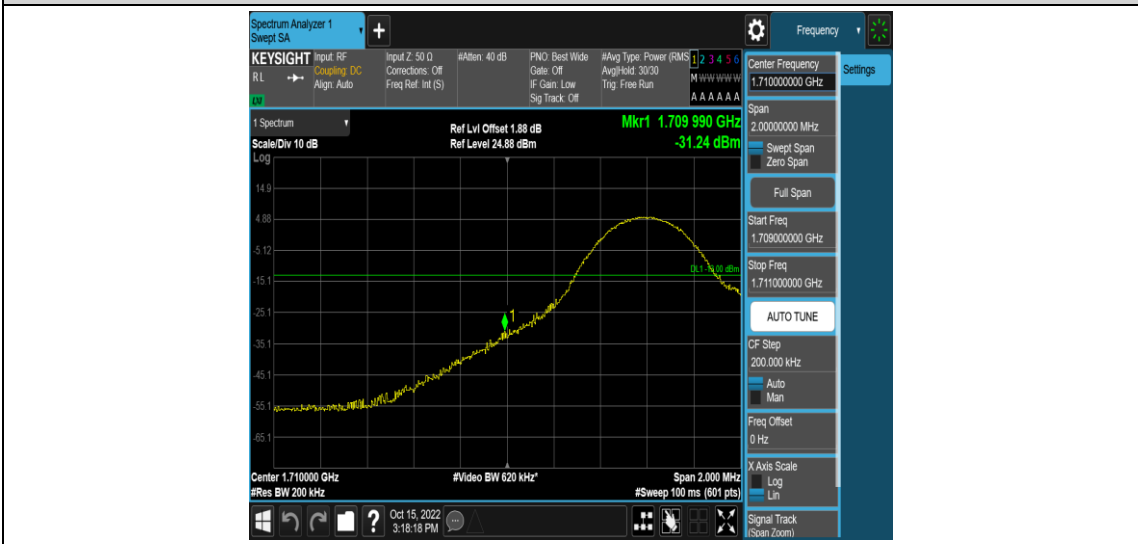 Spectrum Analyzer 1
Swept SA
+
Frequency
KEYSIGHT
Input: RF
Input Z: 50 Ω
#Atten: 40 dB
PNO: Best Wide
#Avg Type: Power (RMS
1 2 3 4 5 6
RL
Coupling: DC
Corrections: Off
Gate: Off
Avg|Hold: 30/30
M W W W W W
Align: Auto
Freq Ref: Int (S)
IF Gain: Low
Trig: Free Run
Sig Track: Off
A A A A A A
LXI
1 Spectrum
Ref Lvl Offset 1.88 dB
Mkr1 1.709 990 GHz
Scale/Div 10 dB
Ref Level 24.88 dBm
-31.24 dBm
Log
14.9
4.88
-5.12
-15.1
-25.1
-35.1
-45.1
-55.1
-65.1
1
Center 1.710000 GHz
#Video BW 620 kHz*
Span 2.000 MHz
#Res BW 200 kHz
#Sweep 100 ms (601 pts)
Center Frequency
1.710000000 GHz
Settings
Span
2.00000000 MHz
Swept Span
Zero Span
Full Span
Start Freq
1.709000000 GHz
Stop Freq
1.711000000 GHz
AUTO TUNE
CF Step
200.000 kHz
Auto
Man
Freq Offset
0 Hz
X Axis Scale
Log
Lin
Signal Track
(Span Zoom)
?
Oct 15, 2022
3:18:18 PM